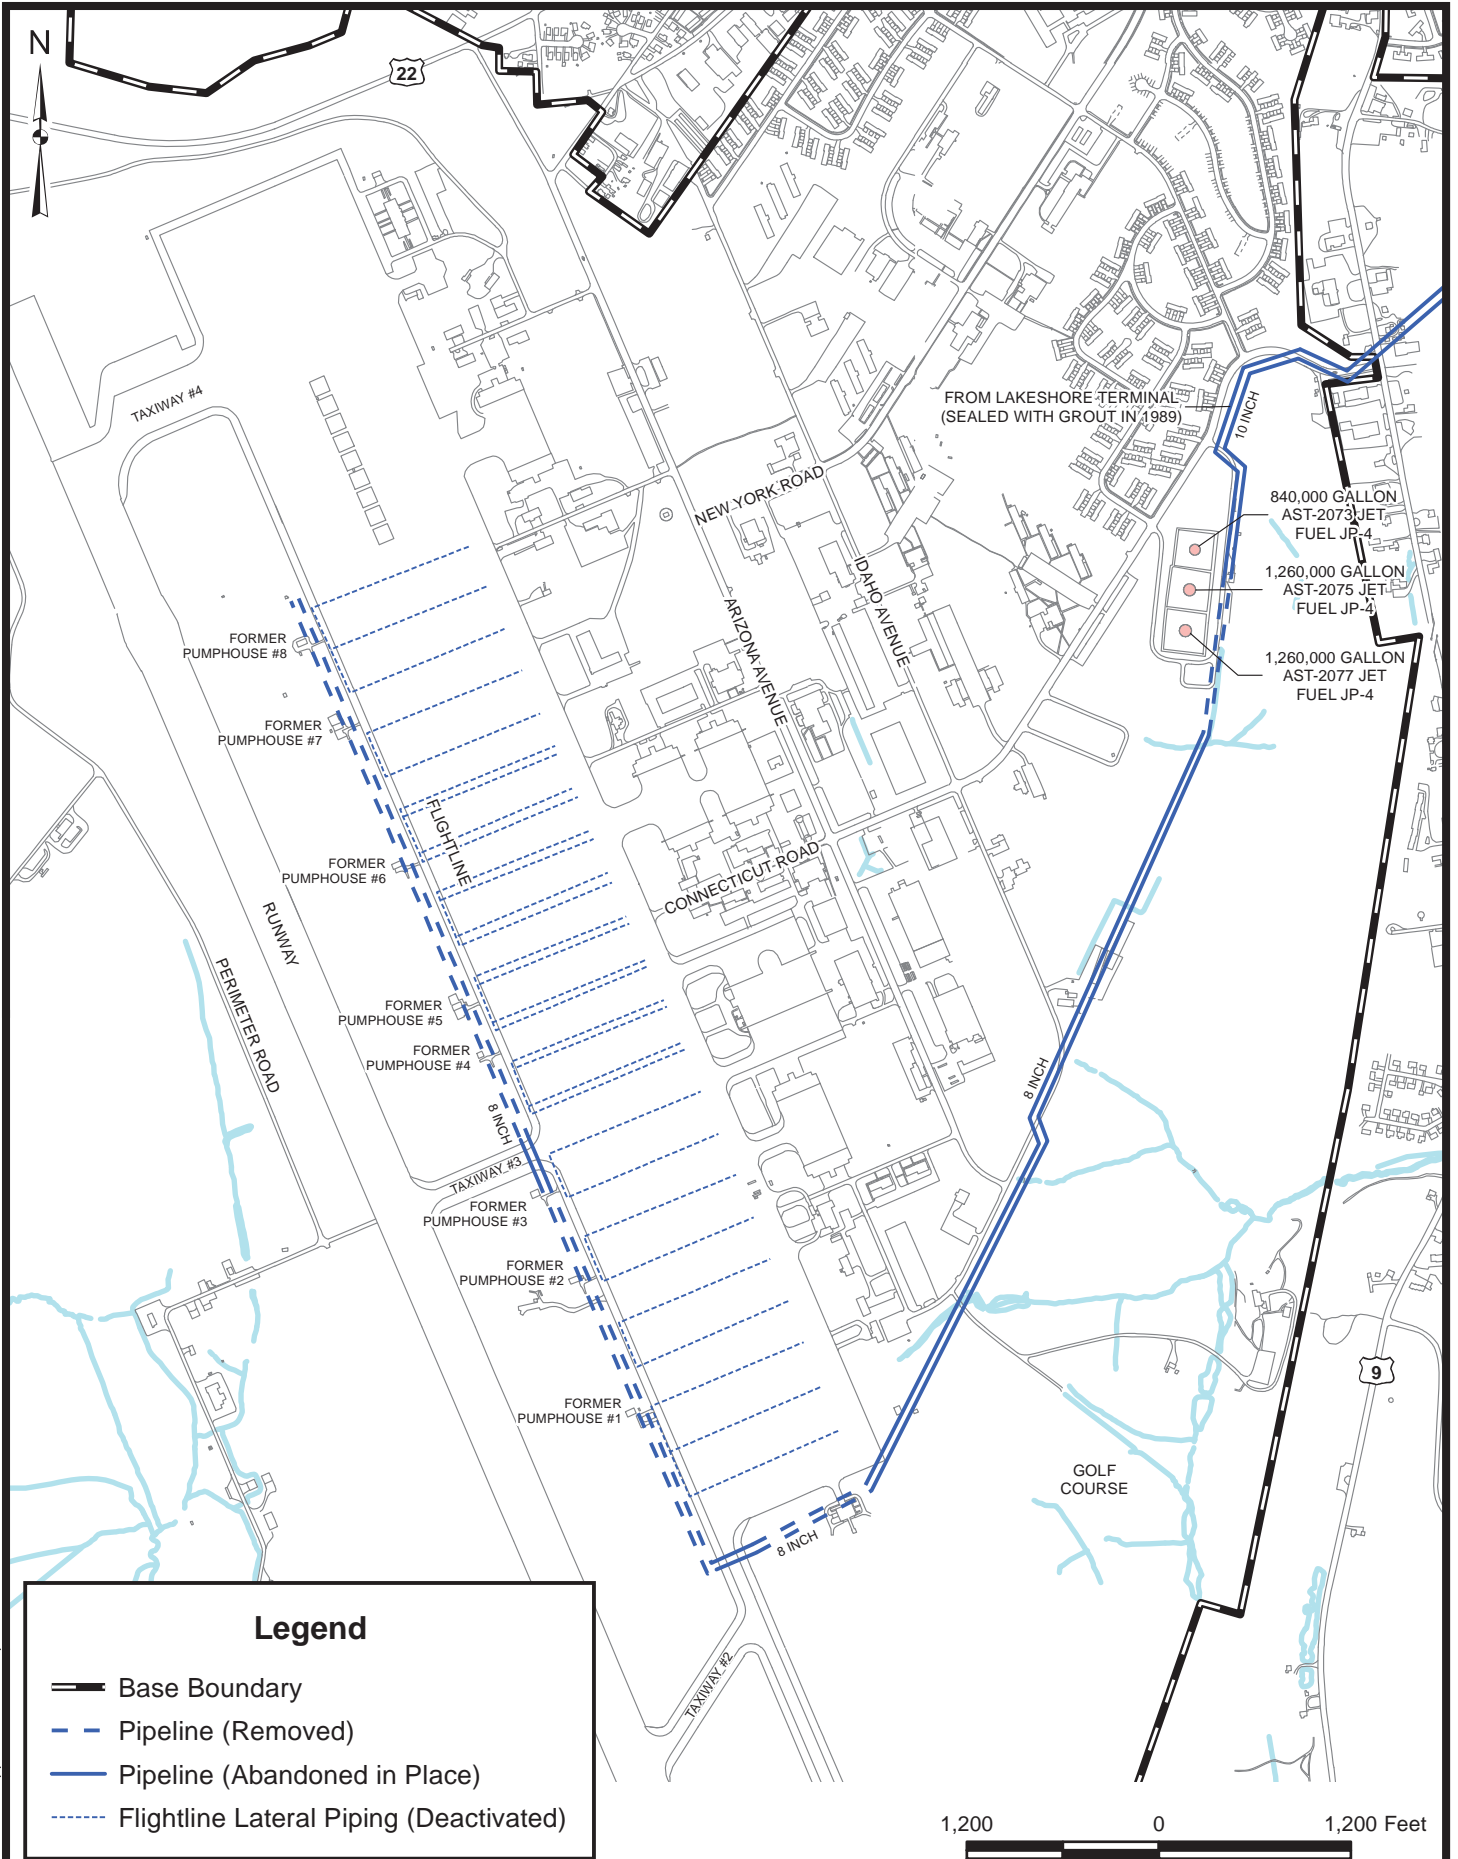 N
22
TAXIWAY #4
FROM LAKESHORE TERMINAL
(SEALED WITH GROUT IN 1989)
10 INCH
NEW YORK ROAD
840,000 GALLON
AST-2073 JET
FUEL JP-4
1,260,000 GALLON
AST-2075 JET
FUEL JP-4
1,260,000 GALLON
AST-2077 JET
FUEL JP-4
IDAHO AVENUE
ARIZONA AVENUE
FORMER
PUMPHOUSE #8
FORMER
PUMPHOUSE #7
FLIGHTLINE
FORMER
PUMPHOUSE #6
CONNECTICUT ROAD
RUNWAY
PERIMETER ROAD
FORMER
PUMPHOUSE #5
FORMER
PUMPHOUSE #4
8 INCH
8 INCH
TAXIWAY #3
FORMER
PUMPHOUSE #3
FORMER
PUMPHOUSE #2
FORMER
PUMPHOUSE #1
9
GOLF
COURSE
8 INCH
TAXIWAY #2
Legend
Base Boundary
Pipeline (Removed)
Pipeline (Abandoned in Place)
Flightline Lateral Piping (Deactivated)
1,200 0 1,200 Feet